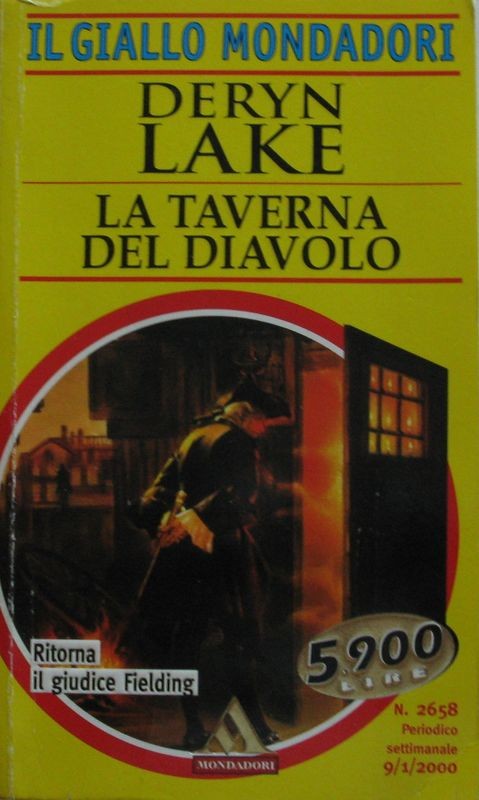 IL GIALLO MONDADORI
DERYN
LAKE
LA TAVERNA
DEL DIAVOLO
Ritorna
il giudice Fielding
5.900
LIRE
N. 2658
Periodico
settimanale
9/1/2000
MONDADORI